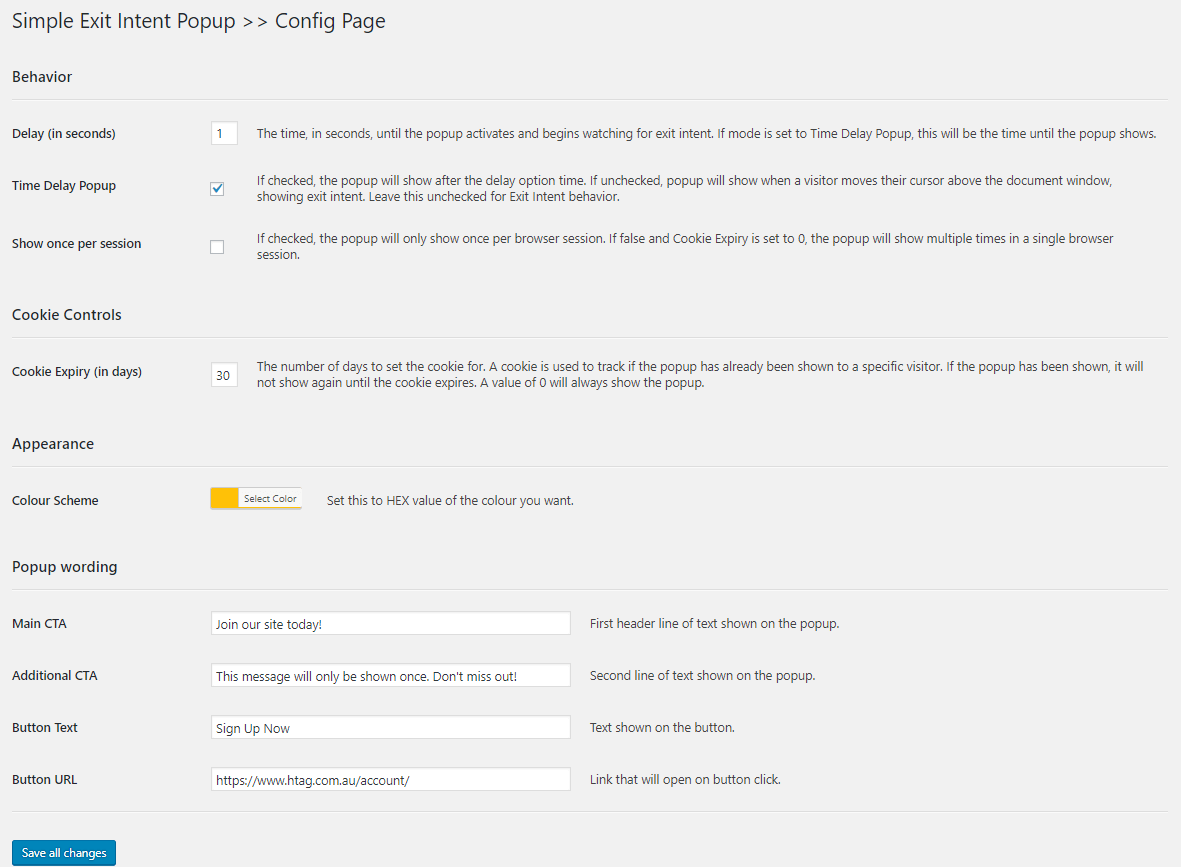 Simple Exit Intent Popup >> Config Page
Behavior
Delay (in seconds)
1
The time, in seconds, until the popup activates and begins watching for exit intent. If mode is set to Time Delay Popup, this will be the time until the popup shows.
Time Delay Popup
If checked, the popup will show after the delay option time. If unchecked, popup will show when a visitor moves their cursor above the document window,
showing exit intent. Leave this unchecked for Exit Intent behavior.
Show once per session
If checked, the popup will only show once per browser session. If false and Cookie Expiry is set to 0, the popup will show multiple times in a single browser
session.
Cookie Controls
Cookie Expiry (in days)
30
The number of days to set the cookie for. A cookie is used to track if the popup has already been shown to a specific visitor. If the popup has been shown, it will
not show again until the cookie expires. A value of 0 will always show the popup.
Appearance
Colour Scheme
Select Color
Set this to HEX value of the colour you want.
Popup wording
Main CTA
Join our site today!
First header line of text shown on the popup.
Additional CTA
This message will only be shown once. Don't miss out!
Second line of text shown on the popup.
Button Text
Sign Up Now
Text shown on the button.
Button URL
https://www.htag.com.au/account/
Link that will open on button click.
Save all changes